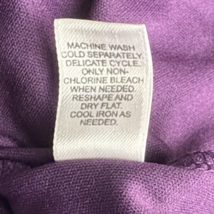 MACHINE WASH
COLD SEPARATELY.
DELICATE CYCLE.
ONLY NON-
CHLORINE BLEACH
WHEN NEEDED.
RESHAPE AND
DRY FLAT.
COOL IRON AS
NEEDED.